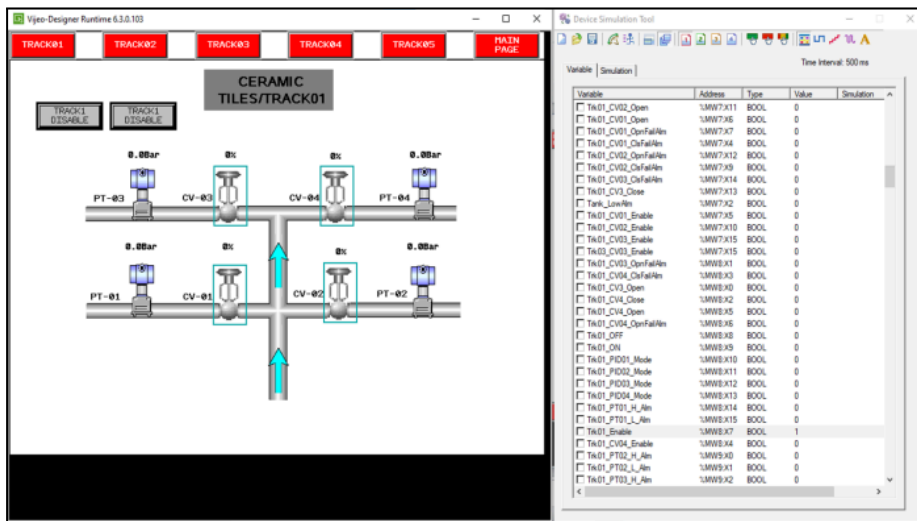 Vijeo-Designer Runtime 6.3.0.103
TRACK01
TRACK02
TRACK03
TRACK04
TRACK05
MAIN
PAGE
CERAMIC
TILES/TRACK01
TRACK1
DISABLE
TRACK1
DISABLE
0.0Bar
0%
0%
0.0Bar
PT-03
CV-03
CV-04
PT-04
0.0Bar
0%
0%
0.0Bar
PT-01
CV-01
CV-02
PT-02
Device Simulation Tool
Time Interval: 500 ms
Variable
Simulation
Variable Address Type Value Simulation
Trk01_CV02_Open %MW7:X11 BOOL 0
Trk01_CV01_Open %MW7:X6 BOOL 0
Trk01_CV01_OpnFailAlm %MW7:X7 BOOL 0
Trk01_CV01_ClsFailAlm %MW7:X4 BOOL 0
Trk01_CV02_OpnFailAlm %MW7:X12 BOOL 0
Trk01_CV02_ClsFailAlm %MW7:X9 BOOL 0
Trk01_CV03_ClsFailAlm %MW7:X14 BOOL 0
Trk01_CV3_Close %MW7:X13 BOOL 0
Tank_LowAlm %MW7:X2 BOOL 0
Trk01_CV01_Enable %MW7:X5 BOOL 0
Trk01_CV02_Enable %MW7:X10 BOOL 0
Trk01_CV03_Enable %MW7:X15 BOOL 0
Trk03_CV03_Enable %MW7:X15 BOOL 0
Trk01_CV03_OpnFailAlm %MW8:X1 BOOL 0
Trk01_CV04_ClsFailAlm %MW8:X3 BOOL 0
Trk01_CV3_Open %MW8:X0 BOOL 0
Trk01_CV4_Close %MW8:X2 BOOL 0
Trk01_CV4_Open %MW8:X5 BOOL 0
Trk01_CV04_OpnFailAlm %MW8:X6 BOOL 0
Trk01_OFF %MW8:X8 BOOL 0
Trk01_ON %MW8:X9 BOOL 0
Trk01_PID01_Mode %MW8:X10 BOOL 0
Trk01_PID02_Mode %MW8:X11 BOOL 0
Trk01_PID03_Mode %MW8:X12 BOOL 0
Trk01_PID04_Mode %MW8:X13 BOOL 0
Trk01_PT01_H_Alm %MW8:X14 BOOL 0
Trk01_PT01_L_Alm %MW8:X15 BOOL 0
Trk01_Enable %MW8:X7 BOOL 1
Trk01_CV04_Enable %MW8:X4 BOOL 0
Trk01_PT02_H_Alm %MW9:X0 BOOL 0
Trk01_PT02_L_Alm %MW9:X1 BOOL 0
Trk01_PT03_H_Alm %MW9:X2 BOOL 0